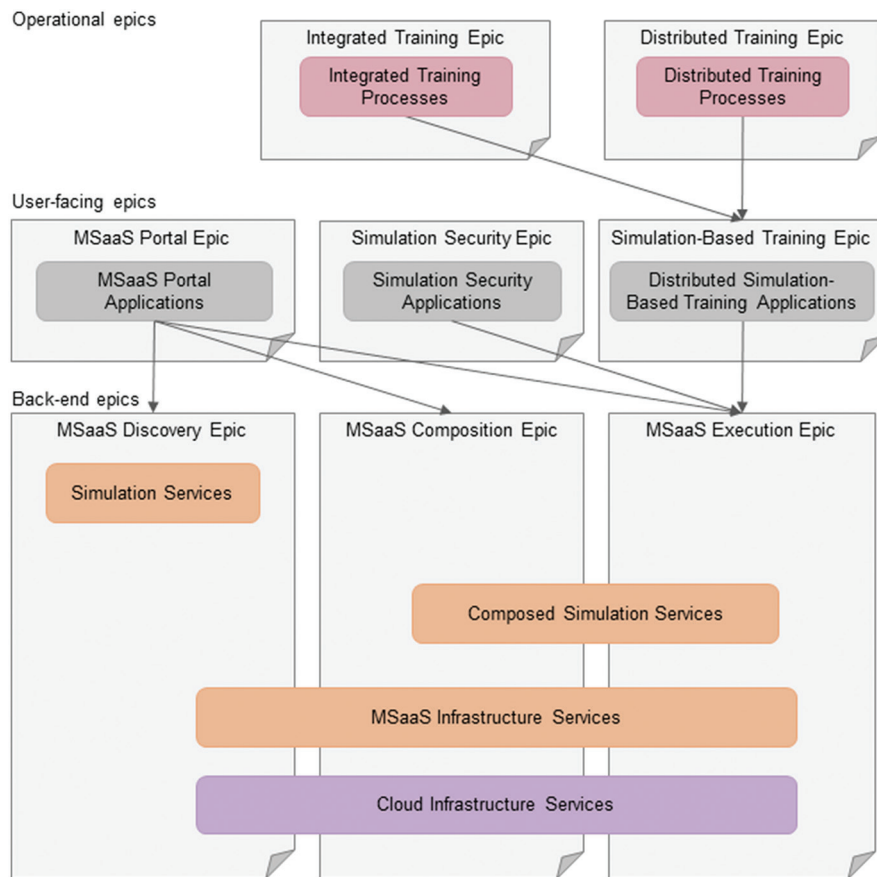 Operational epics
Integrated Training Epic
Distributed Training Epic
Integrated Training
Processes
Distributed Training
Processes
User-facing epics
MSaaS Portal Epic
Simulation Security Epic
Simulation-Based Training Epic
MSaaS Portal
Applications
Simulation Security
Applications
Distributed Simulation-
Based Training Applications
Back-end epics
MSaaS Discovery Epic
MSaaS Composition Epic
MSaaS Execution Epic
Simulation Services
Composed Simulation Services
MSaaS Infrastructure Services
Cloud Infrastructure Services